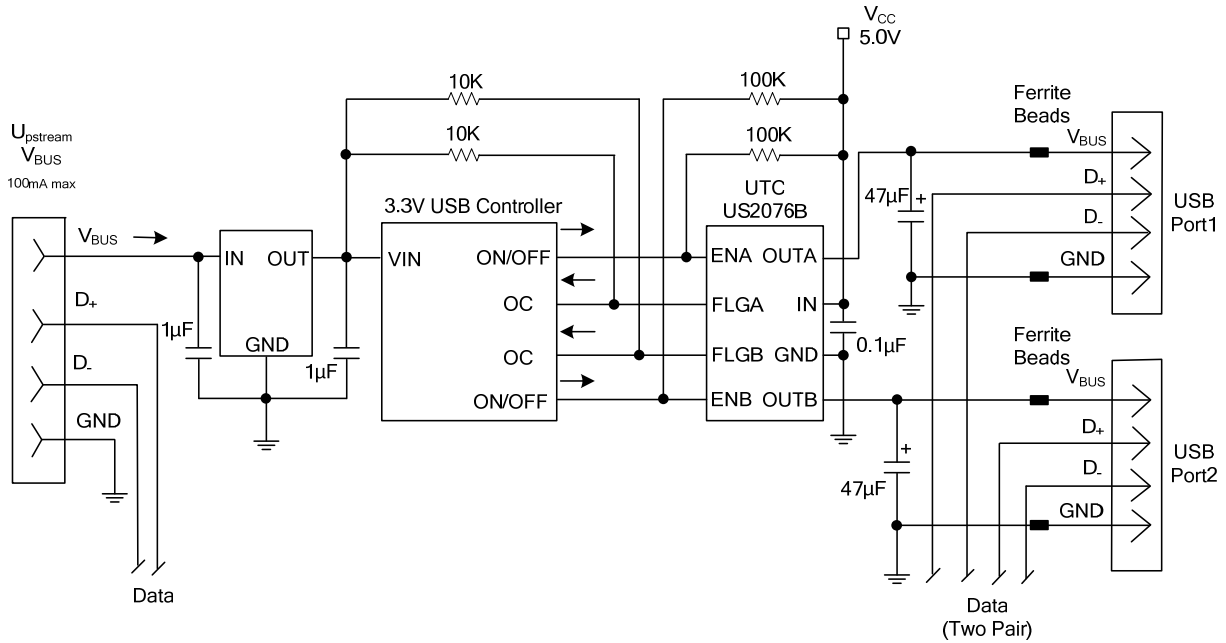 Upstream
VBUS
100mA max
VBUS
D+
D-
GND
Data
1µF
IN
OUT
GND
1µF
10K
10K
3.3V USB Controller
VIN
ON/OFF
OC
OC
ON/OFF
100K
100K
VCC
5.0V
UTC
US2076B
ENA
OUTA
FLGA
IN
FLGB
GND
ENB
OUTB
0.1µF
47µF
+
Ferrite
Beads
VBUS
D+
D-
GND
USB
Port1
47µF
+
Ferrite
Beads
VBUS
D+
D-
GND
USB
Port2
Data
(Two Pair)